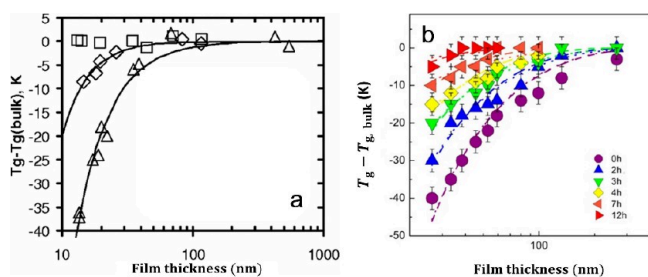 5
0
-5
-10
-15
-20
-25
-30
-35
-40
Tg-Tg(bulk), K
a
10
100
1000
Film thickness (nm)
b
0
-10
-20
-30
-40
-50
Tg − Tg, bulk (K)
0h
2h
3h
4h
7h
12h
100
Film thickness (nm)